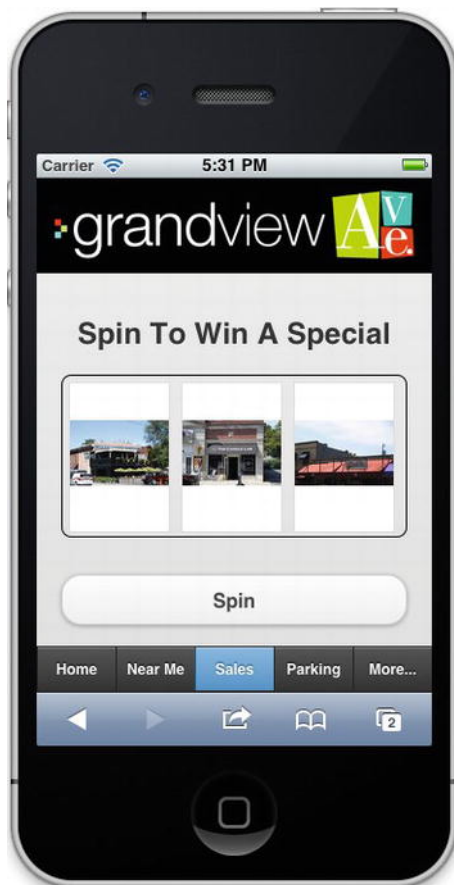 Carrier 5:31 PM
grandview Ave.
Spin To Win A Special
Spin
Home Near Me Sales Parking More...
2